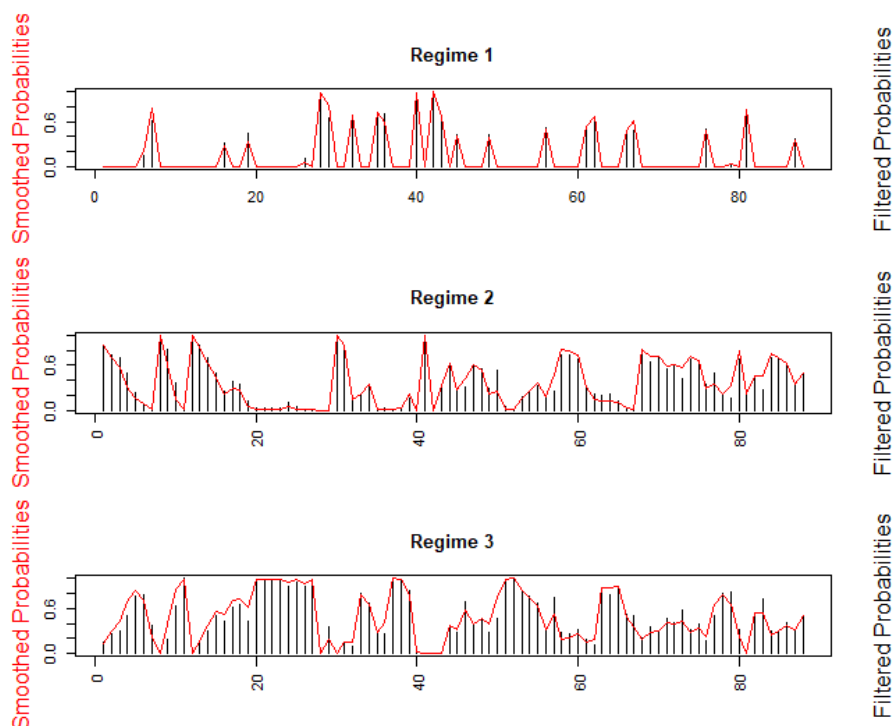 Regime 1
Smoothed Probabilities
0.0 0.6
0 20 40 60 80
Filtered Probabilities
Regime 2
Smoothed Probabilities
0.0 0.6
0 20 40 60 80
Filtered Probabilities
Regime 3
Smoothed Probabilities
0.0 0.6
0 20 40 60 80
Filtered Probabilities